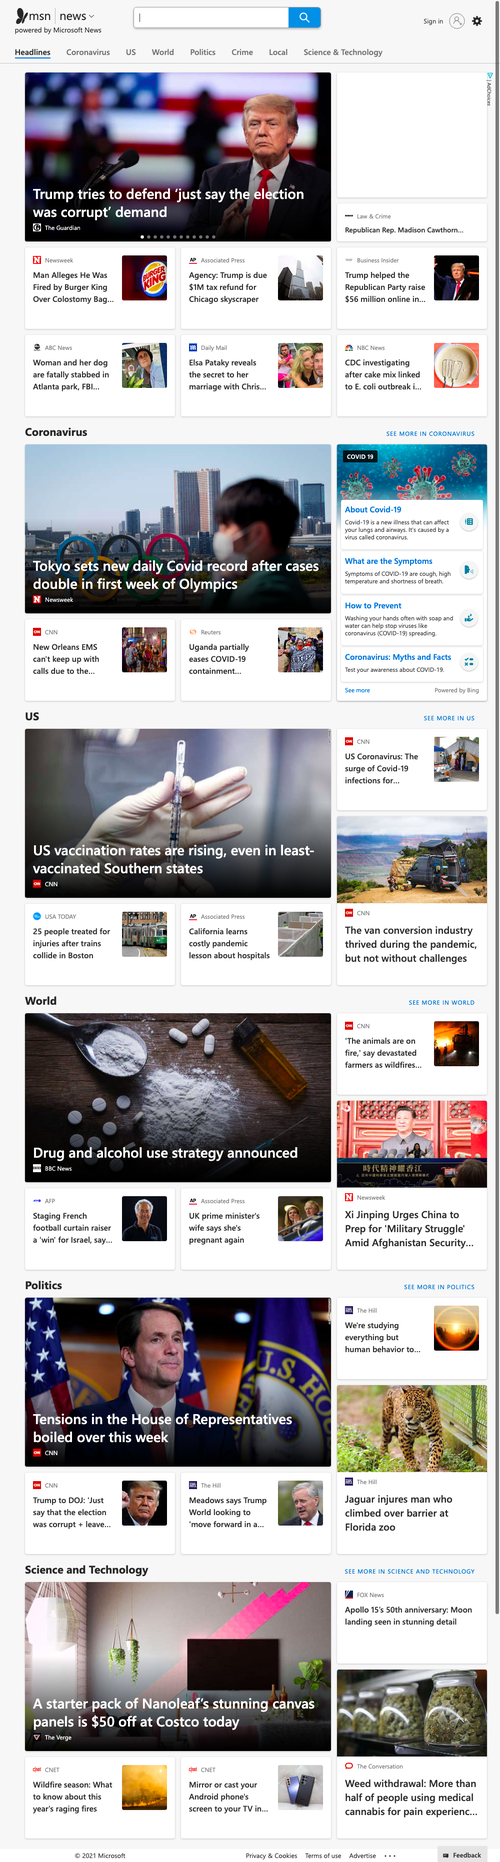 msn | news
powered by Microsoft News
Sign in
Headlines Coronavirus US World Politics Crime Local Science & Technology
AdChoices
Trump tries to defend ‘just say the election
was corrupt’ demand
The Guardian
Law & Crime
Republican Rep. Madison Cawthorn...
Newsweek
Man Alleges He Was
Fired by Burger King
Over Colostomy Bag...
Associated Press
Agency: Trump is due
$1M tax refund for
Chicago skyscraper
Business Insider
Trump helped the
Republican Party raise
$56 million online in...
ABC News
Woman and her dog
are fatally stabbed in
Atlanta park, FBI...
Daily Mail
Elsa Pataky reveals
the secret to her
marriage with Chris...
NBC News
CDC investigating
after cake mix linked
to E. coli outbreak i...
Coronavirus
SEE MORE IN CORONAVIRUS
Tokyo sets new daily Covid record after cases
double in first week of Olympics
Newsweek
COVID 19
About Covid-19
Covid-19 is a new illness that can affect
your lungs and airways. It's caused by a
virus called coronavirus.
What are the Symptoms
Symptoms of COVID-19 are cough, high
temperature and shortness of breath.
How to Prevent
Washing your hands often with soap and
water can help stop viruses like
coronavirus (COVID-19) spreading.
Coronavirus: Myths and Facts
Test your awareness about COVID-19.
See more
Powered by Bing
CNN
New Orleans EMS
can't keep up with
calls due to the...
Reuters
Uganda partially
eases COVID-19
containment...
US
SEE MORE IN US
US vaccination rates are rising, even in least-
vaccinated Southern states
CNN
CNN
US Coronavirus: The
surge of Covid-19
infections for...
CNN
The van conversion industry
thrived during the pandemic,
but not without challenges
USA TODAY
25 people treated for
injuries after trains
collide in Boston
Associated Press
California learns
costly pandemic
lesson about hospitals
World
SEE MORE IN WORLD
Drug and alcohol use strategy announced
BBC News
CNN
'The animals are on
fire,' say devastated
farmers as wildfires...
時代精神耀香江
Newsweek
Xi Jinping Urges China to
Prep for 'Military Struggle'
Amid Afghanistan Security...
AFP
Staging French
football curtain raiser
a 'win' for Israel, say...
Associated Press
UK prime minister's
wife says she's
pregnant again
Politics
SEE MORE IN POLITICS
Tensions in the House of Representatives
boiled over this week
CNN
The Hill
We're studying
everything but
human behavior to...
The Hill
Jaguar injures man who
climbed over barrier at
Florida zoo
CNN
Trump to DOJ: 'Just
say that the election
was corrupt + leave...
The Hill
Meadows says Trump
World looking to
'move forward in a...
Science and Technology
SEE MORE IN SCIENCE AND TECHNOLOGY
A starter pack of Nanoleaf’s stunning canvas
panels is $50 off at Costco today
The Verge
FOX News
Apollo 15's 50th anniversary: Moon
landing seen in stunning detail
The Conversation
Weed withdrawal: More than
half of people using medical
cannabis for pain experienc...
CNET
Wildfire season: What
to know about this
year's raging fires
CNET
Mirror or cast your
Android phone's
screen to your TV in...
© 2021 Microsoft
Privacy & Cookies Terms of use Advertise ...
Feedback